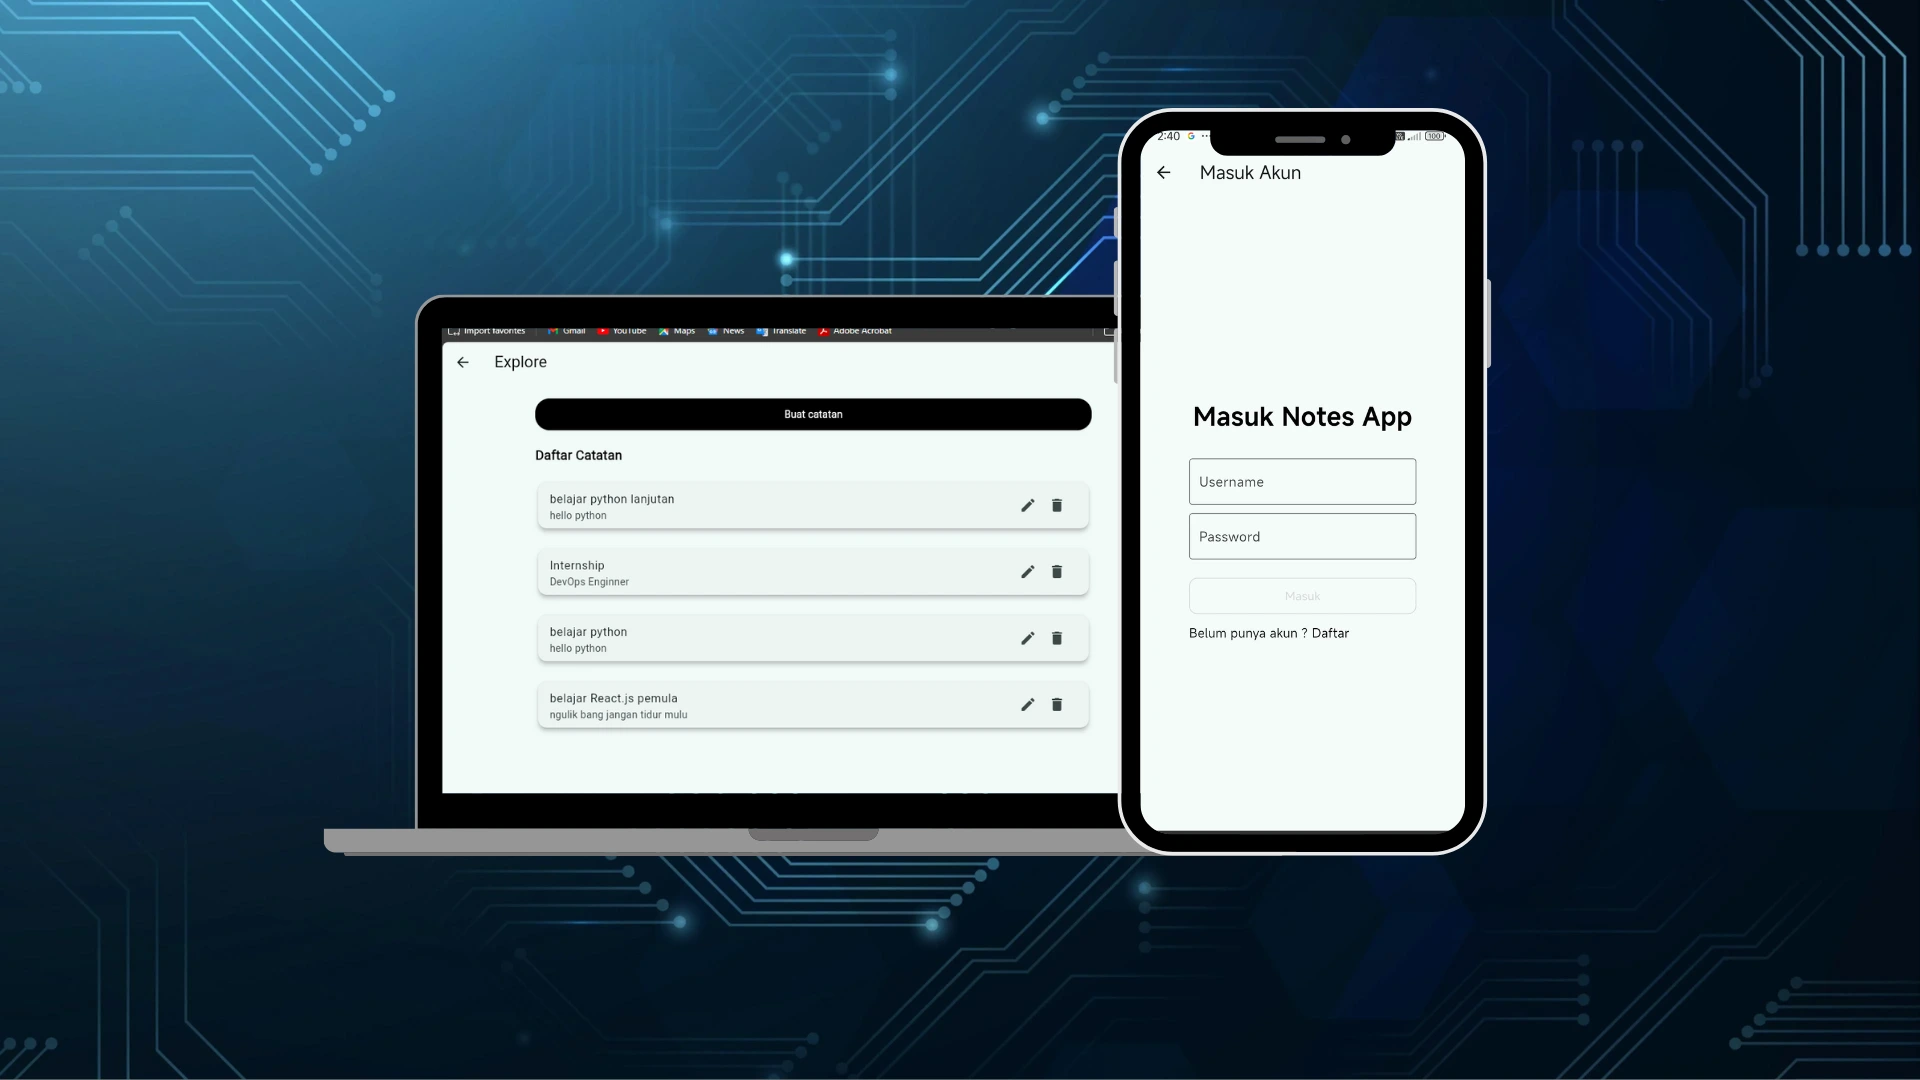 Import favorites Gmail YouTube Maps News Translate Adobe Acrobat
Explore
Buat catatan
Daftar Catatan
belajar python lanjutan
hello python
Internship
DevOps Enginner
belajar python
hello python
belajar React.js pemula
ngulik bang jangan tidur mulu
2:40
100
Masuk Akun
Masuk Notes App
Username
Password
Masuk
Belum punya akun ? Daftar